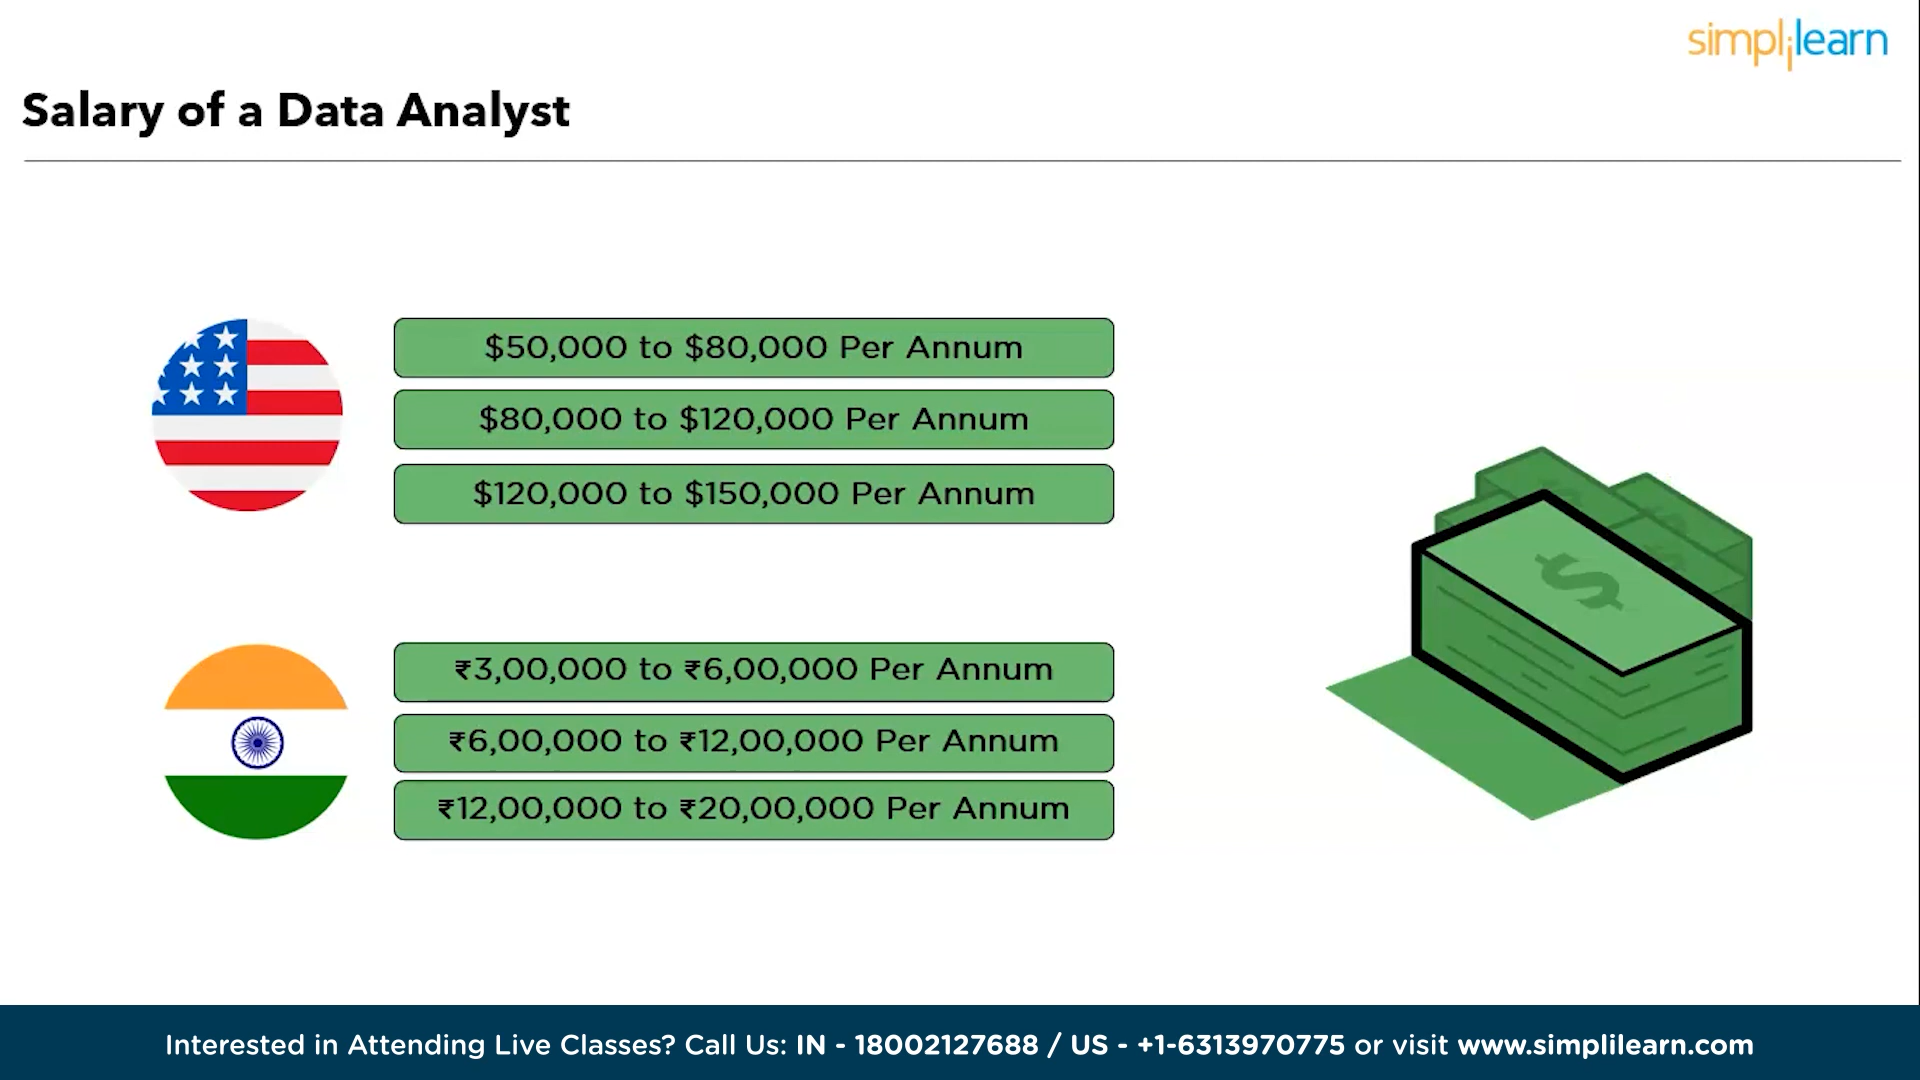 simplilearn
Salary of a Data Analyst
$50,000 to $80,000 Per Annum
$80,000 to $120,000 Per Annum
$120,000 to $150,000 Per Annum
₹3,00,000 to ₹6,00,000 Per Annum
₹6,00,000 to ₹12,00,000 Per Annum
₹12,00,000 to ₹20,00,000 Per Annum
$
Interested in Attending Live Classes? Call Us: IN - 18002127688 / US - +1-6313970775 or visit www.simplilearn.com